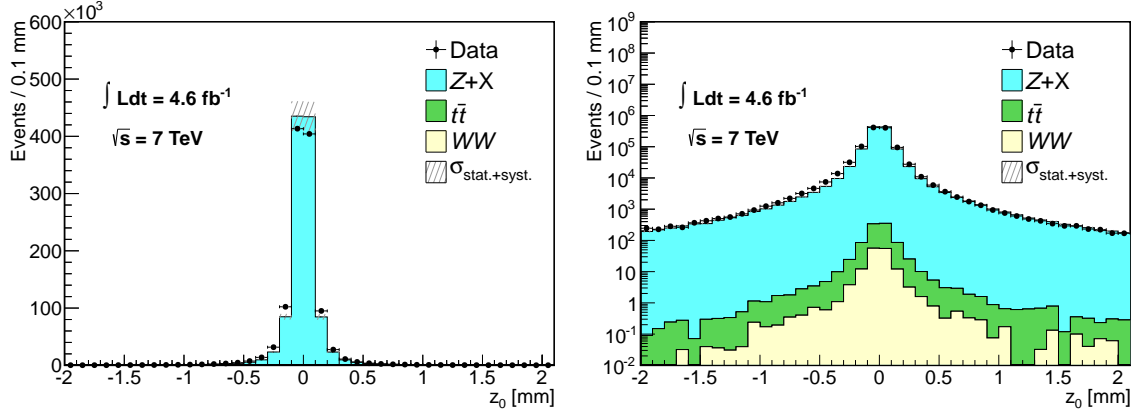 ×10³
600
500
400
300
200
100
0
Events / 0.1 mm
∫ Ldt = 4.6 fb⁻¹
√s = 7 TeV
Data
Z+X
tt̄
WW
σstat.+syst.
-2 -1.5 -1 -0.5 0 0.5 1 1.5 2
z₀ [mm]
10⁹
10⁸
10⁷
10⁶
10⁵
10⁴
10³
10²
10
1
10⁻¹
10⁻²
Events / 0.1 mm
∫ Ldt = 4.6 fb⁻¹
√s = 7 TeV
Data
Z+X
tt̄
WW
σstat.+syst.
-2 -1.5 -1 -0.5 0 0.5 1 1.5 2
z₀ [mm]